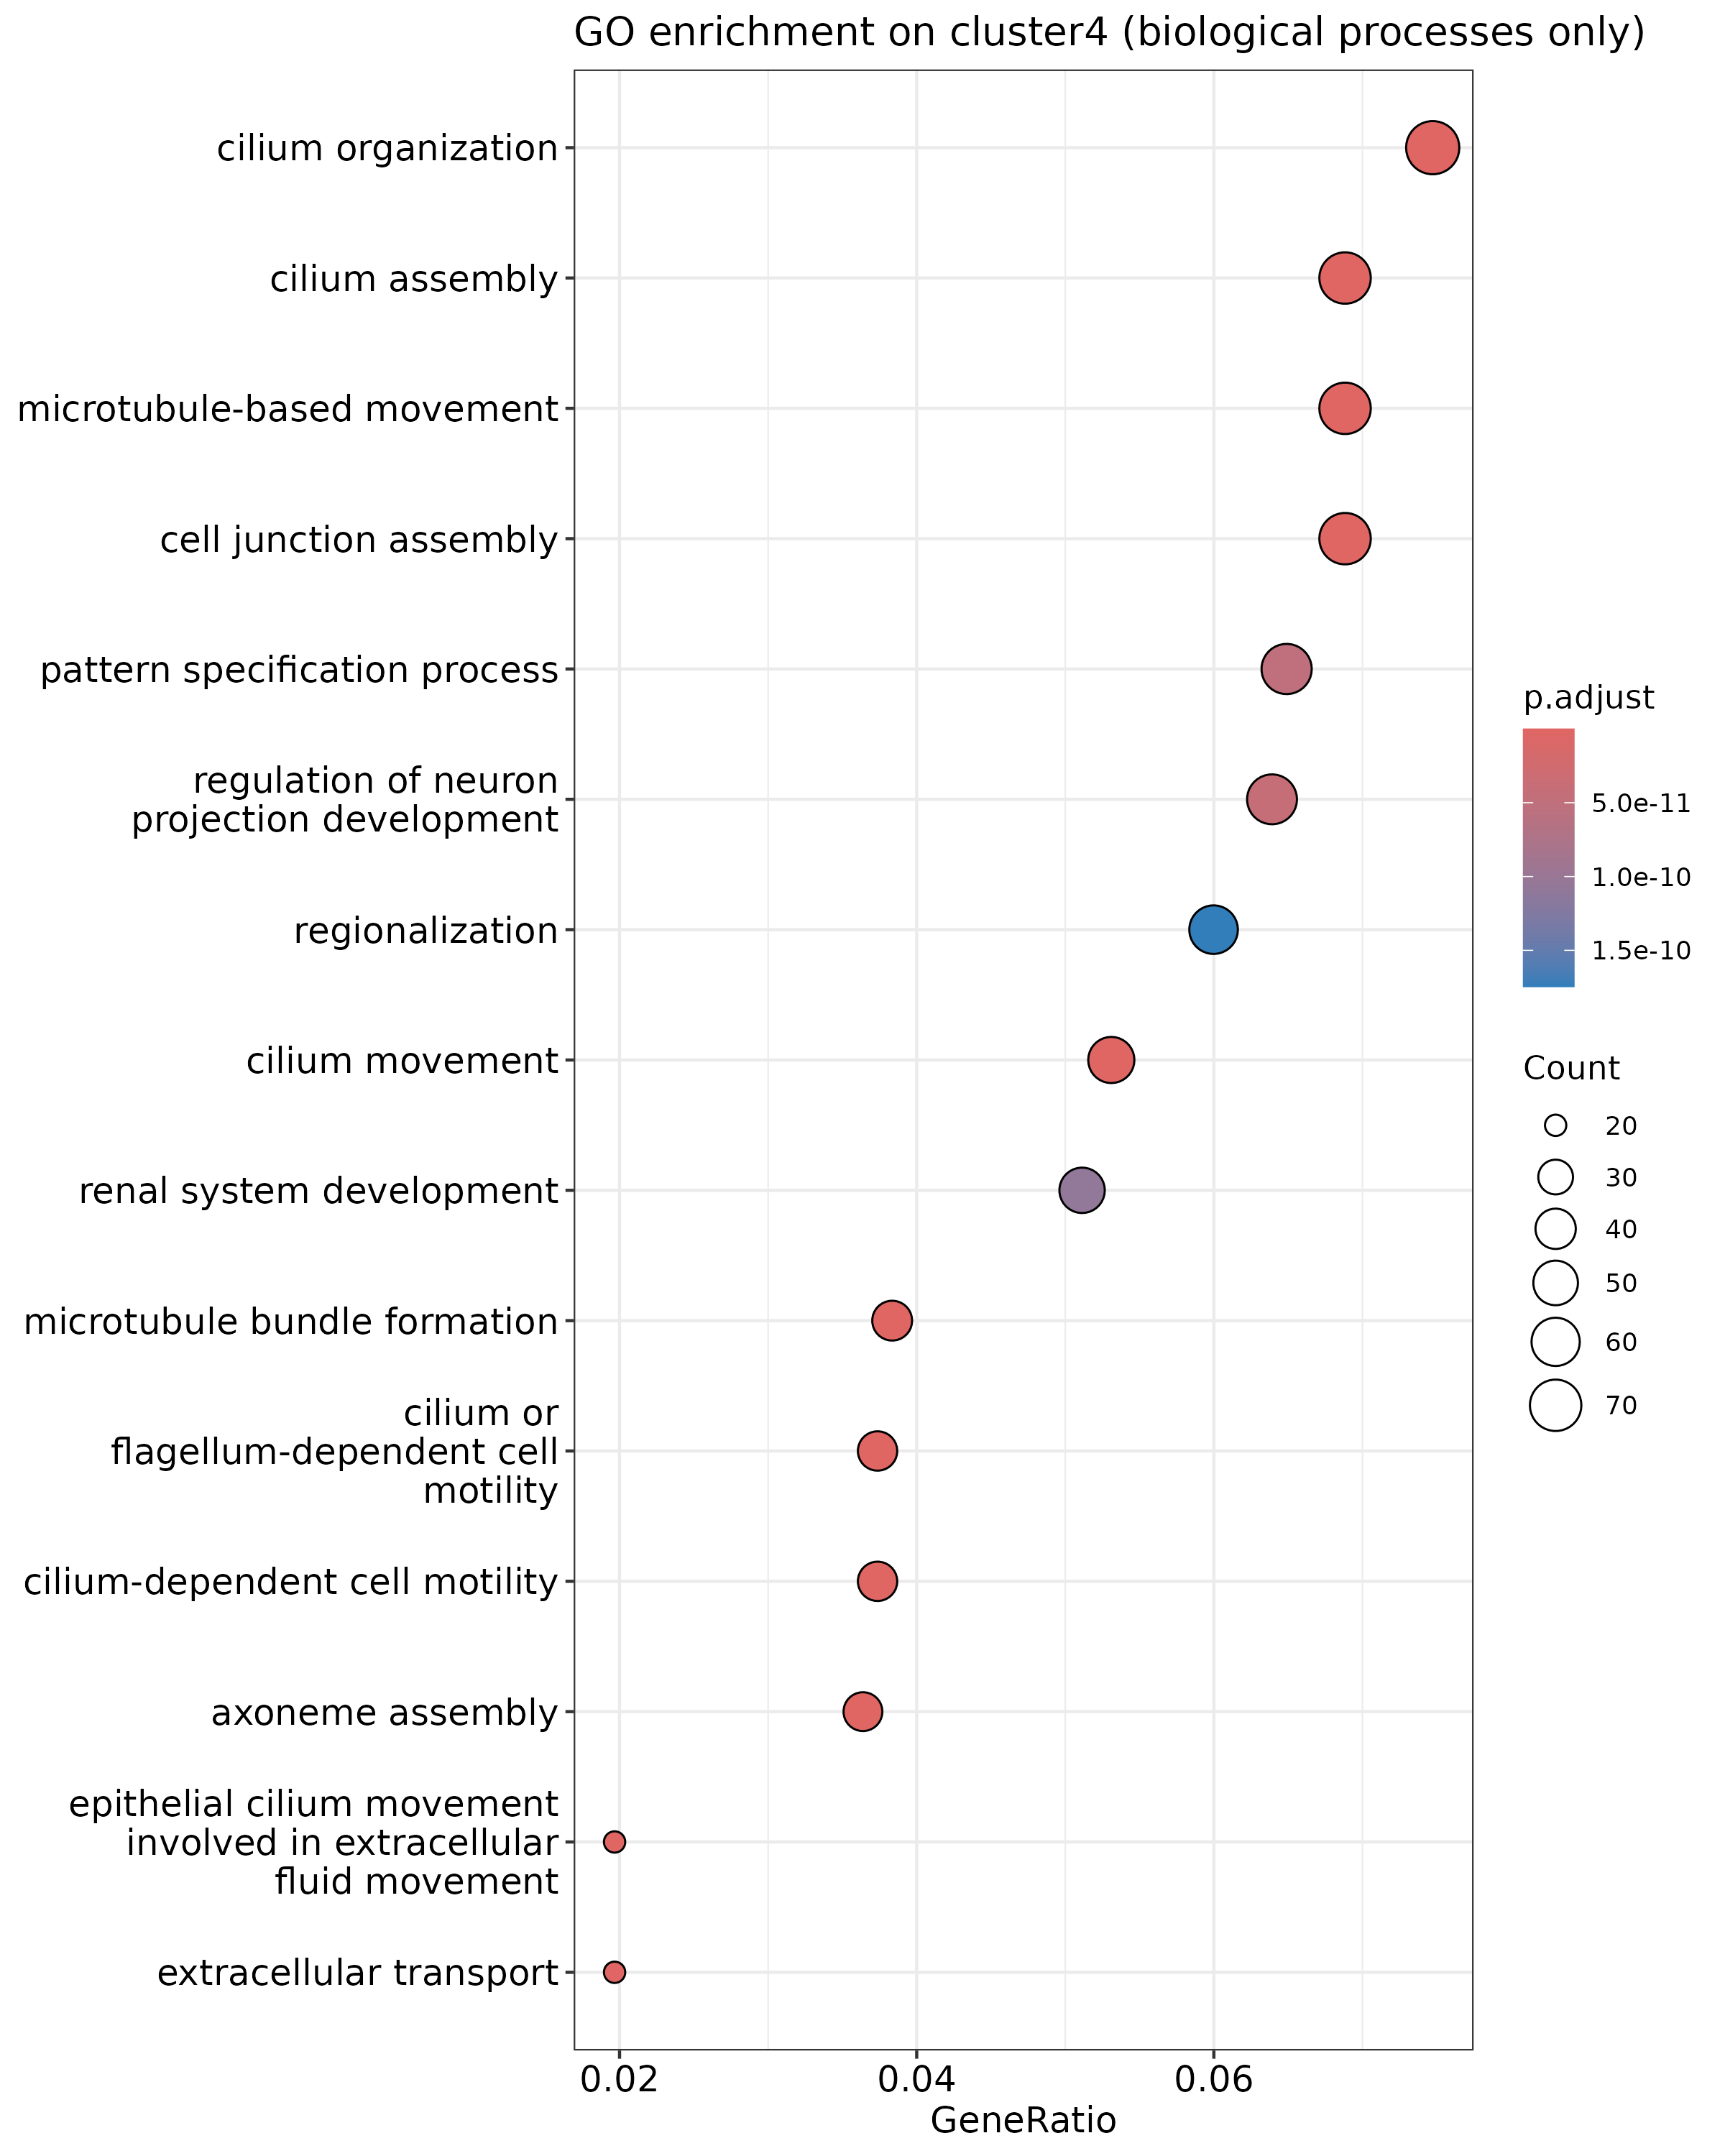 GO enrichment on cluster4 (biological processes only)
cilium organization
cilium assembly
microtubule-based movement
cell junction assembly
pattern specification process
regulation of neuron
projection development
regionalization
cilium movement
renal system development
microtubule bundle formation
cilium or
flagellum-dependent cell
motility
cilium-dependent cell motility
axoneme assembly
epithelial cilium movement
involved in extracellular
fluid movement
extracellular transport
0.02 0.04 0.06
GeneRatio
p.adjust
5.0e-11
1.0e-10
1.5e-10
Count
20
30
40
50
60
70